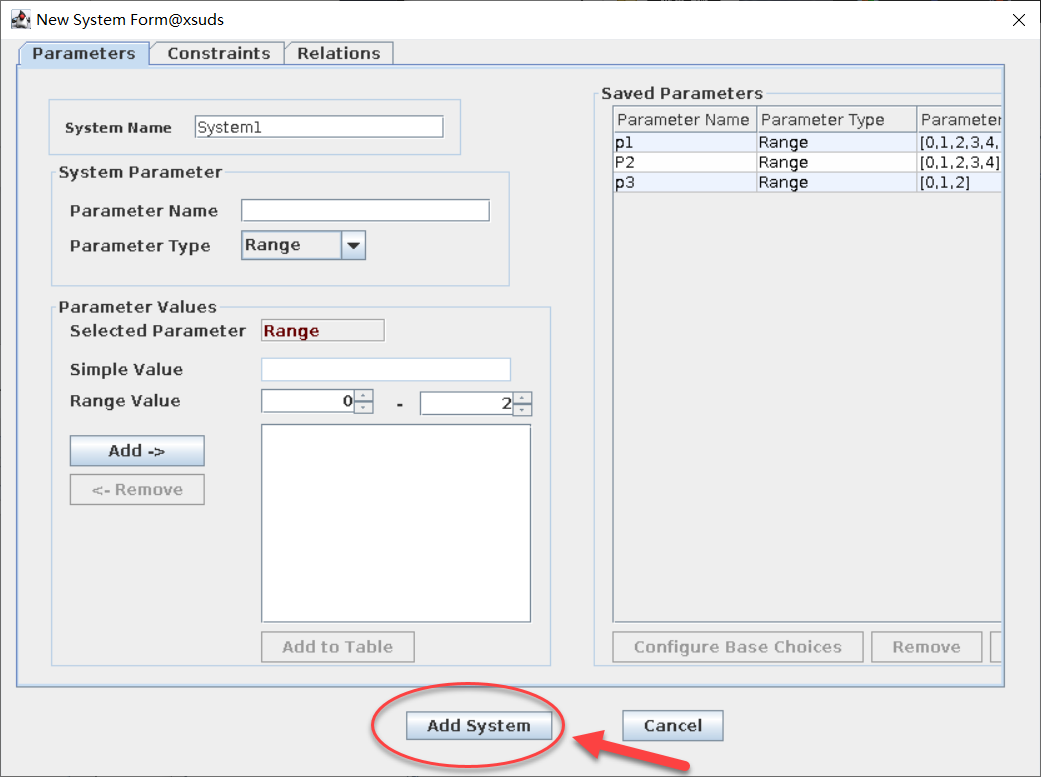 New System Form@xsuds
Parameters Constraints Relations
System Name System1
System Parameter
Parameter Name
Parameter Type Range
Parameter Values
Selected Parameter Range
Simple Value
Range Value 0 - 2
Add ->
<- Remove
Add to Table
Saved Parameters
Parameter Name Parameter Type Parameter
p1 Range [0,1,2,3,4,
P2 Range [0,1,2,3,4]
p3 Range [0,1,2]
Configure Base Choices Remove
Add System Cancel